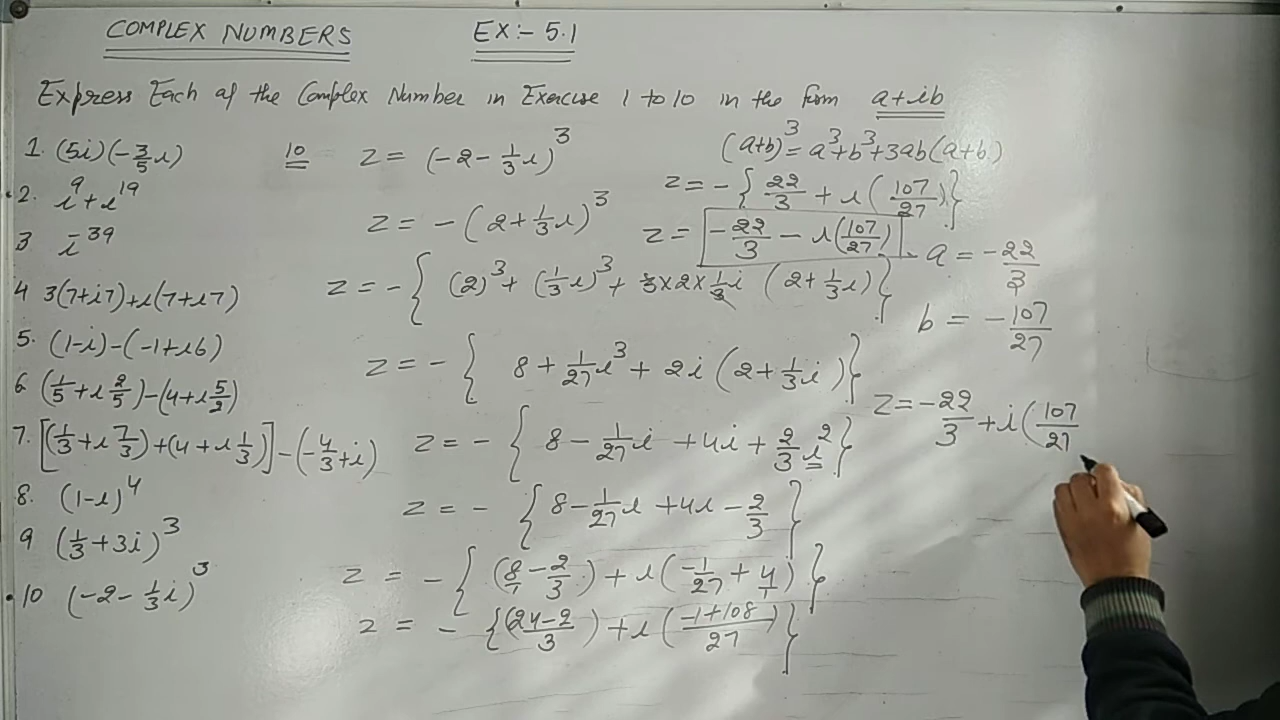 COMPLEX NUMBERS EX:- 5.1
Express Each of the Complex Number in Exercise 1 to 10 in the form a+ib
1. (5i)(-3/5 i)
2. i^9+i^19
3 i^-39
4 3(7+i7)+i(7+i7)
5. (1-i)-(-1+i6)
6 (1/5+i 2/5)-(4+i 5/2)
7. [(1/3+i 7/3)+(4+i 1/3)]-(-4/3+i)
8. (1-i)^4
9 (1/3+3i)^3
10 (-2-1/3 i)^3
10 z= (-2-1/3 i)^3
z= -(2+1/3 i)^3
z=-{(2)^3+(1/3 i)^3+3×2×1/3 i (2+1/3 i)}
z=-{8+1/27 i^3+2i(2+1/3 i)}
z=-{8-1/27 i+4i+2/3 i^2}
z=-{8-1/27 i+4i-2/3}
z=-{(8/1-2/3)+i(-1/27+4/1)}
z=-{(24-2/3)+i(-1+108/27)}
(a+b)^3=a^3+b^3+3ab(a+b)
z=-{22/3+i(107/27)}
z=-22/3-i(107/27)
a=-22/3
b=-107/27
z=-22/3+i(107/27